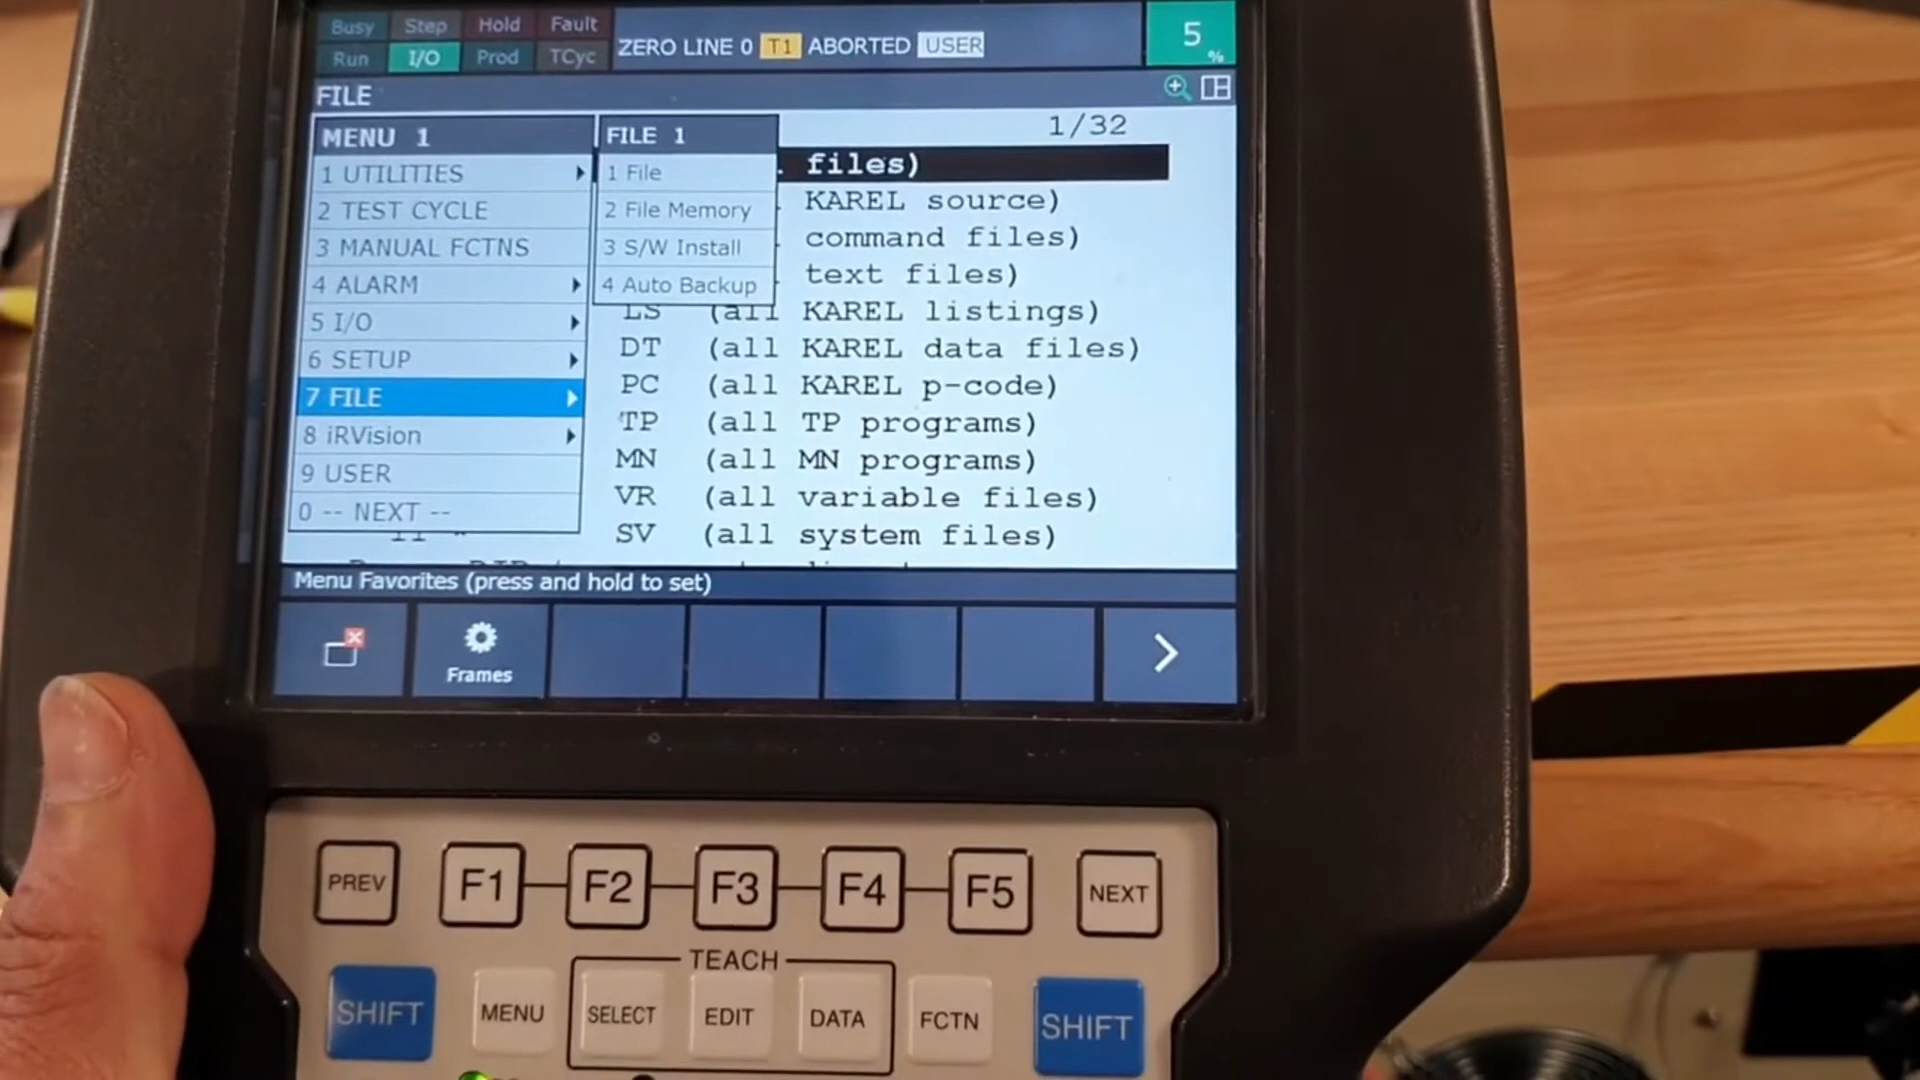 Busy Step Hold Fault
Run I/O Prod TCyc
ZERO LINE 0 T1 ABORTED USER
5 %
FILE
MENU 1
1 UTILITIES
2 TEST CYCLE
3 MANUAL FCTNS
4 ALARM
5 I/O
6 SETUP
7 FILE
8 iRVision
9 USER
0 -- NEXT --
FILE 1
1 File
2 File Memory
3 S/W Install
4 Auto Backup
1/32
files)
KAREL source)
command files)
text files)
LS (all KAREL listings)
DT (all KAREL data files)
PC (all KAREL p-code)
TP (all TP programs)
MN (all MN programs)
VR (all variable files)
SV (all system files)
Menu Favorites (press and hold to set)
Frames
PREV F1 F2 F3 F4 F5 NEXT
TEACH
SHIFT MENU SELECT EDIT DATA FCTN SHIFT